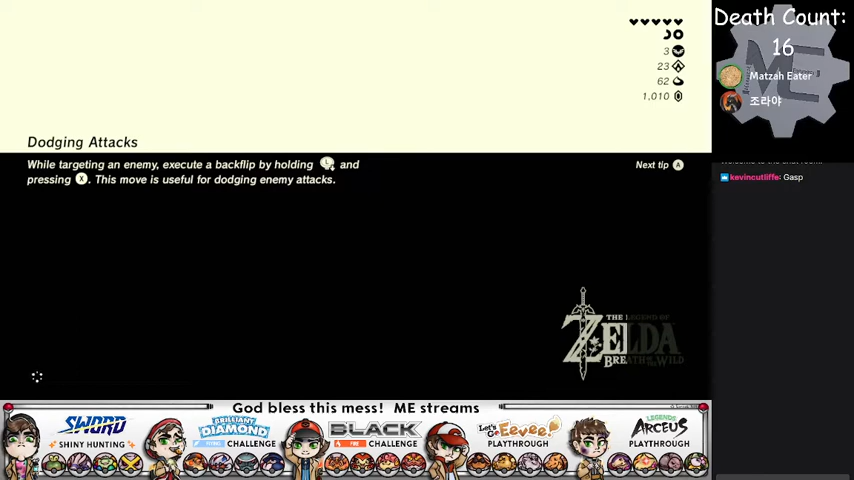 3
23
62
1,010
Dodging Attacks
While targeting an enemy, execute a backflip by holding L and
pressing X. This move is useful for dodging enemy attacks.
Next tip A
THE LEGEND OF
ZELDA
BREATH OF THE WILD
Death Count:
16
ME
Matzah Eater
조라야
kevincutliffe: Gasp
God bless this mess! ME streams
SWORD
SHINY HUNTING
BRILLIANT
DIAMOND
CHALLENGE
BLACK
FIRE CHALLENGE
Let's Go Eevee!
PLAYTHROUGH
LEGENDS
ARCEUS
PLAYTHROUGH